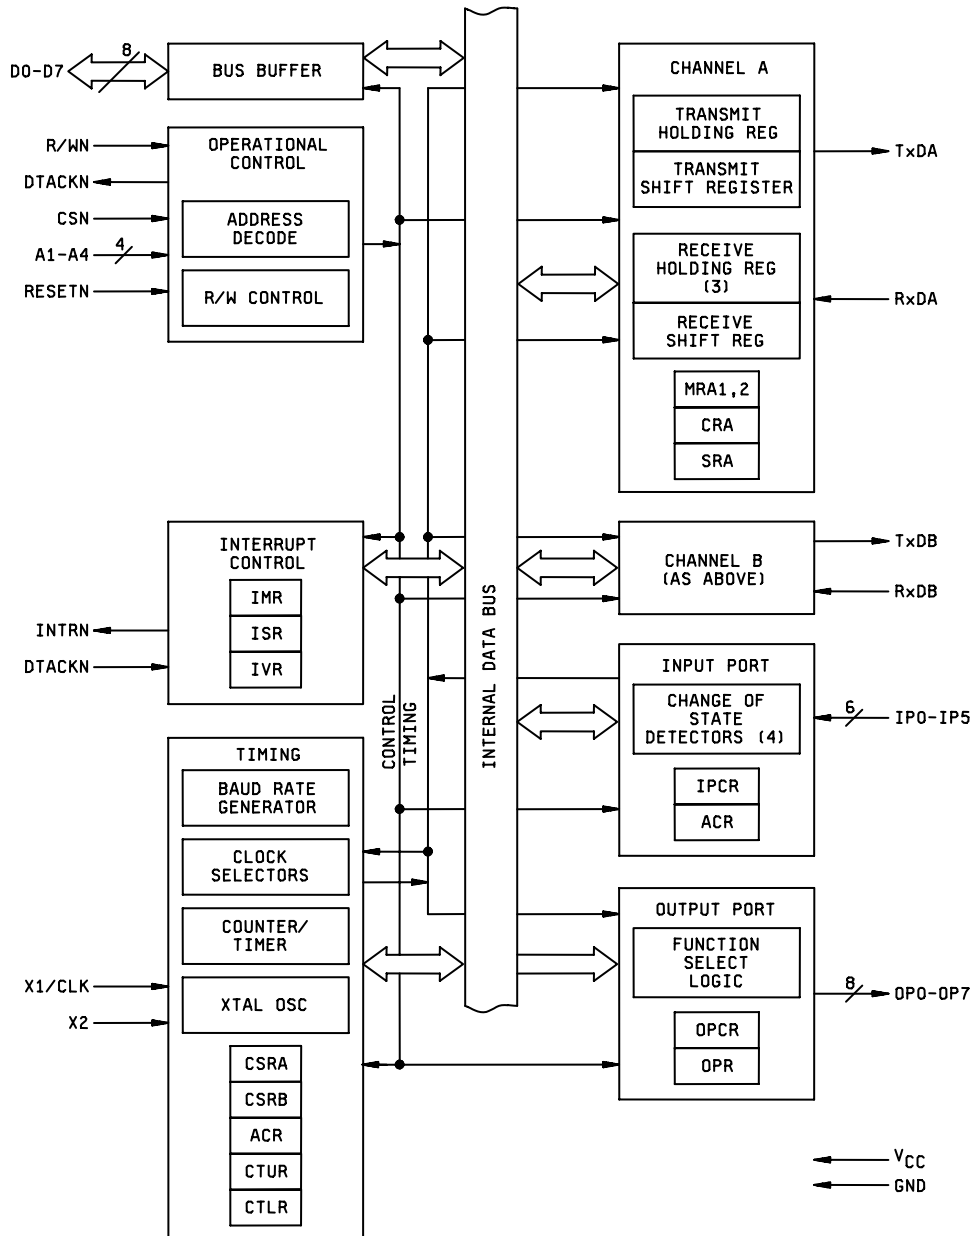 D0-D7
8
BUS BUFFER
R/WN
DTACKN
CSN
A1-A4
4
RESETN
OPERATIONAL
CONTROL
ADDRESS
DECODE
R/W CONTROL
INTRN
DTACKN
INTERRUPT
CONTROL
IMR
ISR
IVR
TIMING
BAUD RATE
GENERATOR
CLOCK
SELECTORS
COUNTER/
TIMER
X1/CLK
X2
XTAL OSC
CSRA
CSRB
ACR
CTUR
CTLR
CONTROL
TIMING
INTERNAL DATA BUS
CHANNEL A
TRANSMIT
HOLDING REG
TRANSMIT
SHIFT REGISTER
TxDA
RECEIVE
HOLDING REG
(3)
RECEIVE
SHIFT REG
RxDA
MRA1,2
CRA
SRA
CHANNEL B
(AS ABOVE)
TxDB
RxDB
INPUT PORT
CHANGE OF
STATE
DETECTORS (4)
6
IP0-IP5
IPCR
ACR
OUTPUT PORT
FUNCTION
SELECT
LOGIC
8
OP0-OP7
OPCR
OPR
VCC
GND